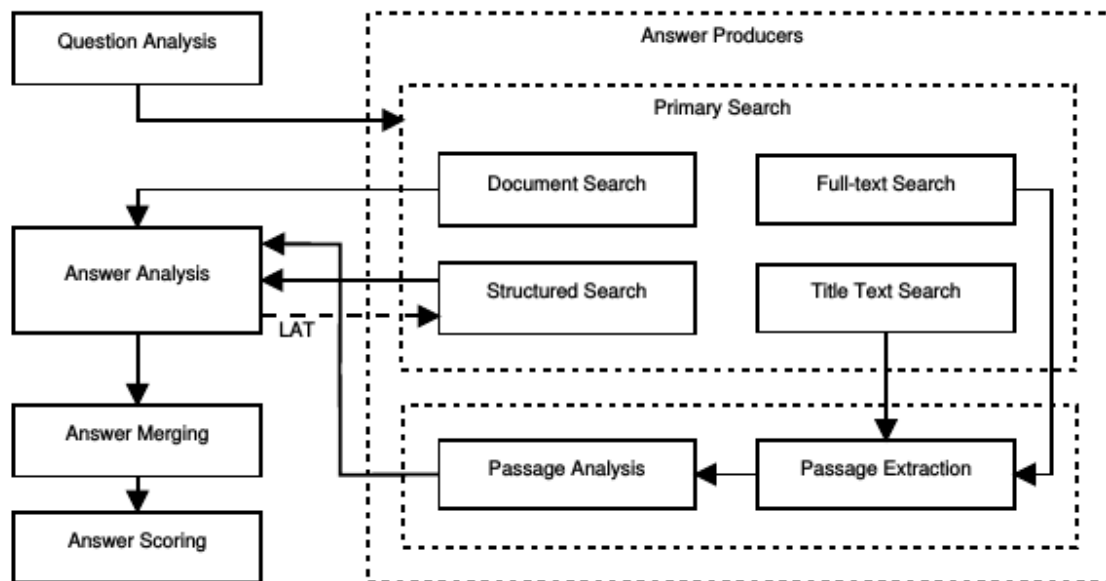 Question Analysis
Answer Producers
Primary Search
Document Search
Full-text Search
Answer Analysis
Structured Search
Title Text Search
LAT
Answer Merging
Passage Analysis
Passage Extraction
Answer Scoring